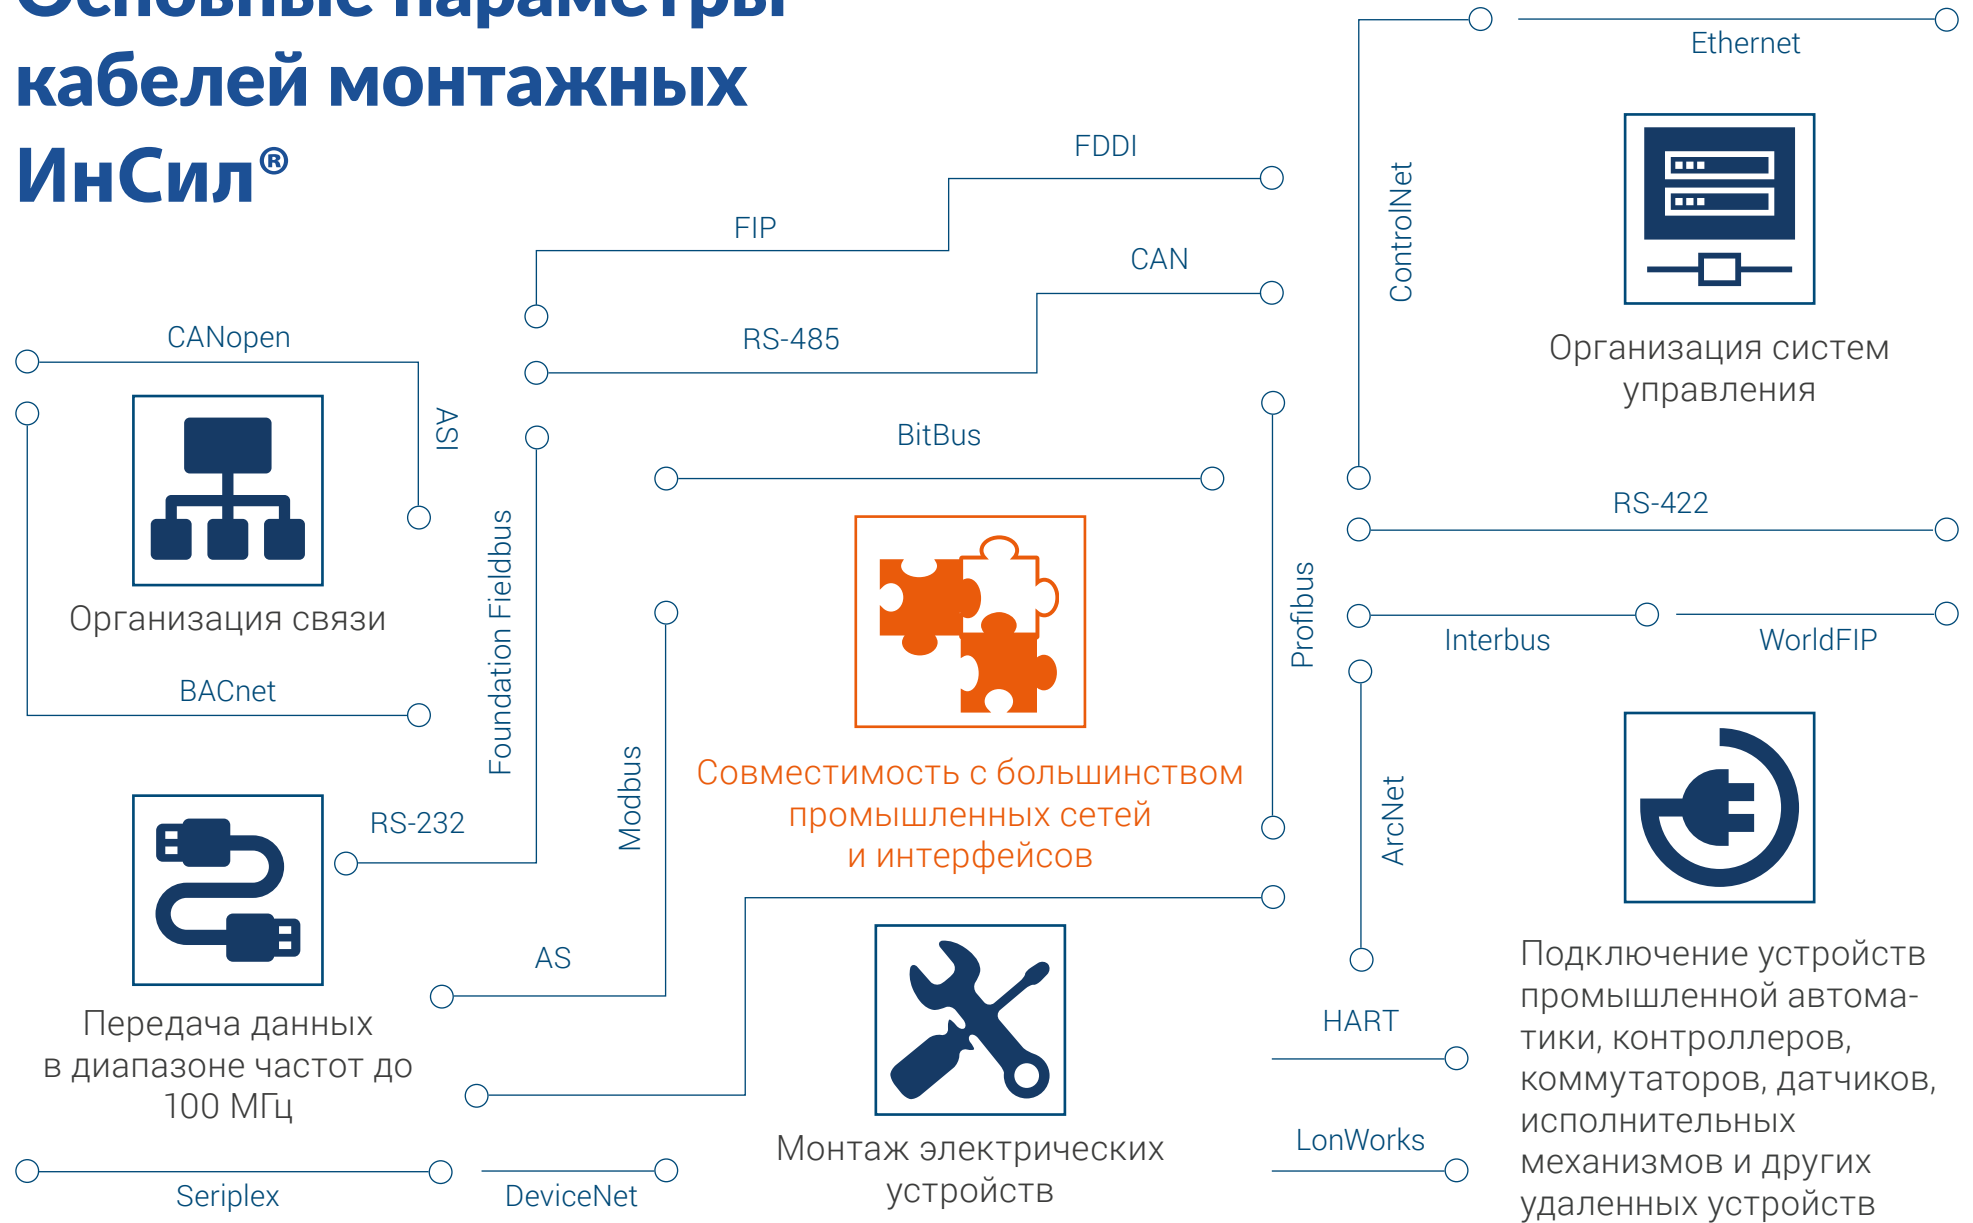 Основные параметры
кабелей монтажных
ИнСил®
Ethernet
FDDI
ControlNet
FIP
CAN
CANopen
RS-485
Организация систем
управления
ASI
BitBus
RS-422
Foundation Fieldbus
Организация связи
Profibus
Interbus
WorldFIP
BACnet
Modbus
Совместимость с большинством
промышленных сетей
и интерфейсов
RS-232
ArcNet
AS
Передача данных
в диапазоне частот до
100 МГц
HART
Подключение устройств
промышленной автома-
тики, контроллеров,
коммутаторов, датчиков,
исполнительных
механизмов и других
удаленных устройств
Монтаж электрических
устройств
LonWorks
Seriplex
DeviceNet